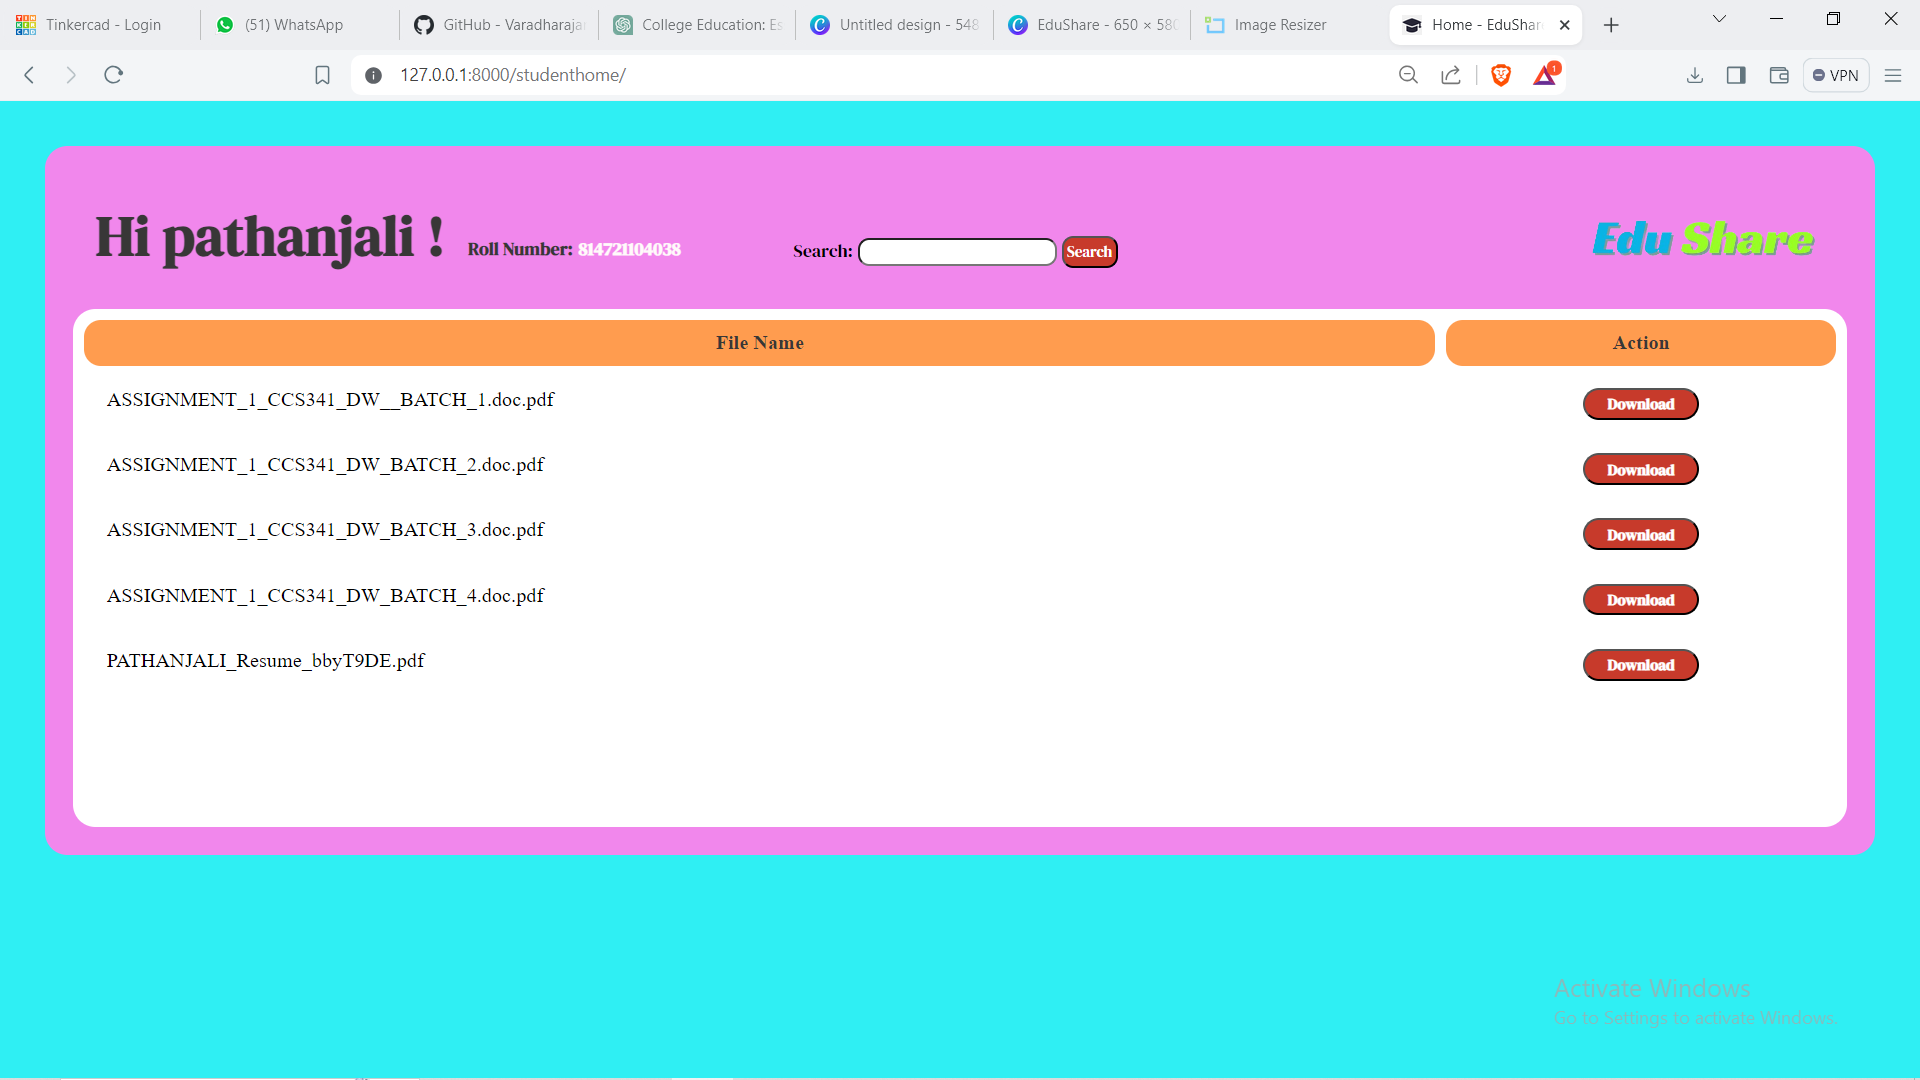 Tinkercad - Login
(51) WhatsApp
GitHub - Varadharaja
College Education: Es
Untitled design - 548
EduShare - 650 × 580
Image Resizer
Home - EduShar
127.0.0.1:8000/studenthome/
1
VPN
Hi pathanjali !
Roll Number: 814721104038
Search:
Search
Edu Share
File Name
Action
ASSIGNMENT_1_CCS341_DW__BATCH_1.doc.pdf
Download
ASSIGNMENT_1_CCS341_DW_BATCH_2.doc.pdf
Download
ASSIGNMENT_1_CCS341_DW_BATCH_3.doc.pdf
Download
ASSIGNMENT_1_CCS341_DW_BATCH_4.doc.pdf
Download
PATHANJALI_Resume_bbyT9DE.pdf
Download
Activate Windows
Go to Settings to activate Windows.